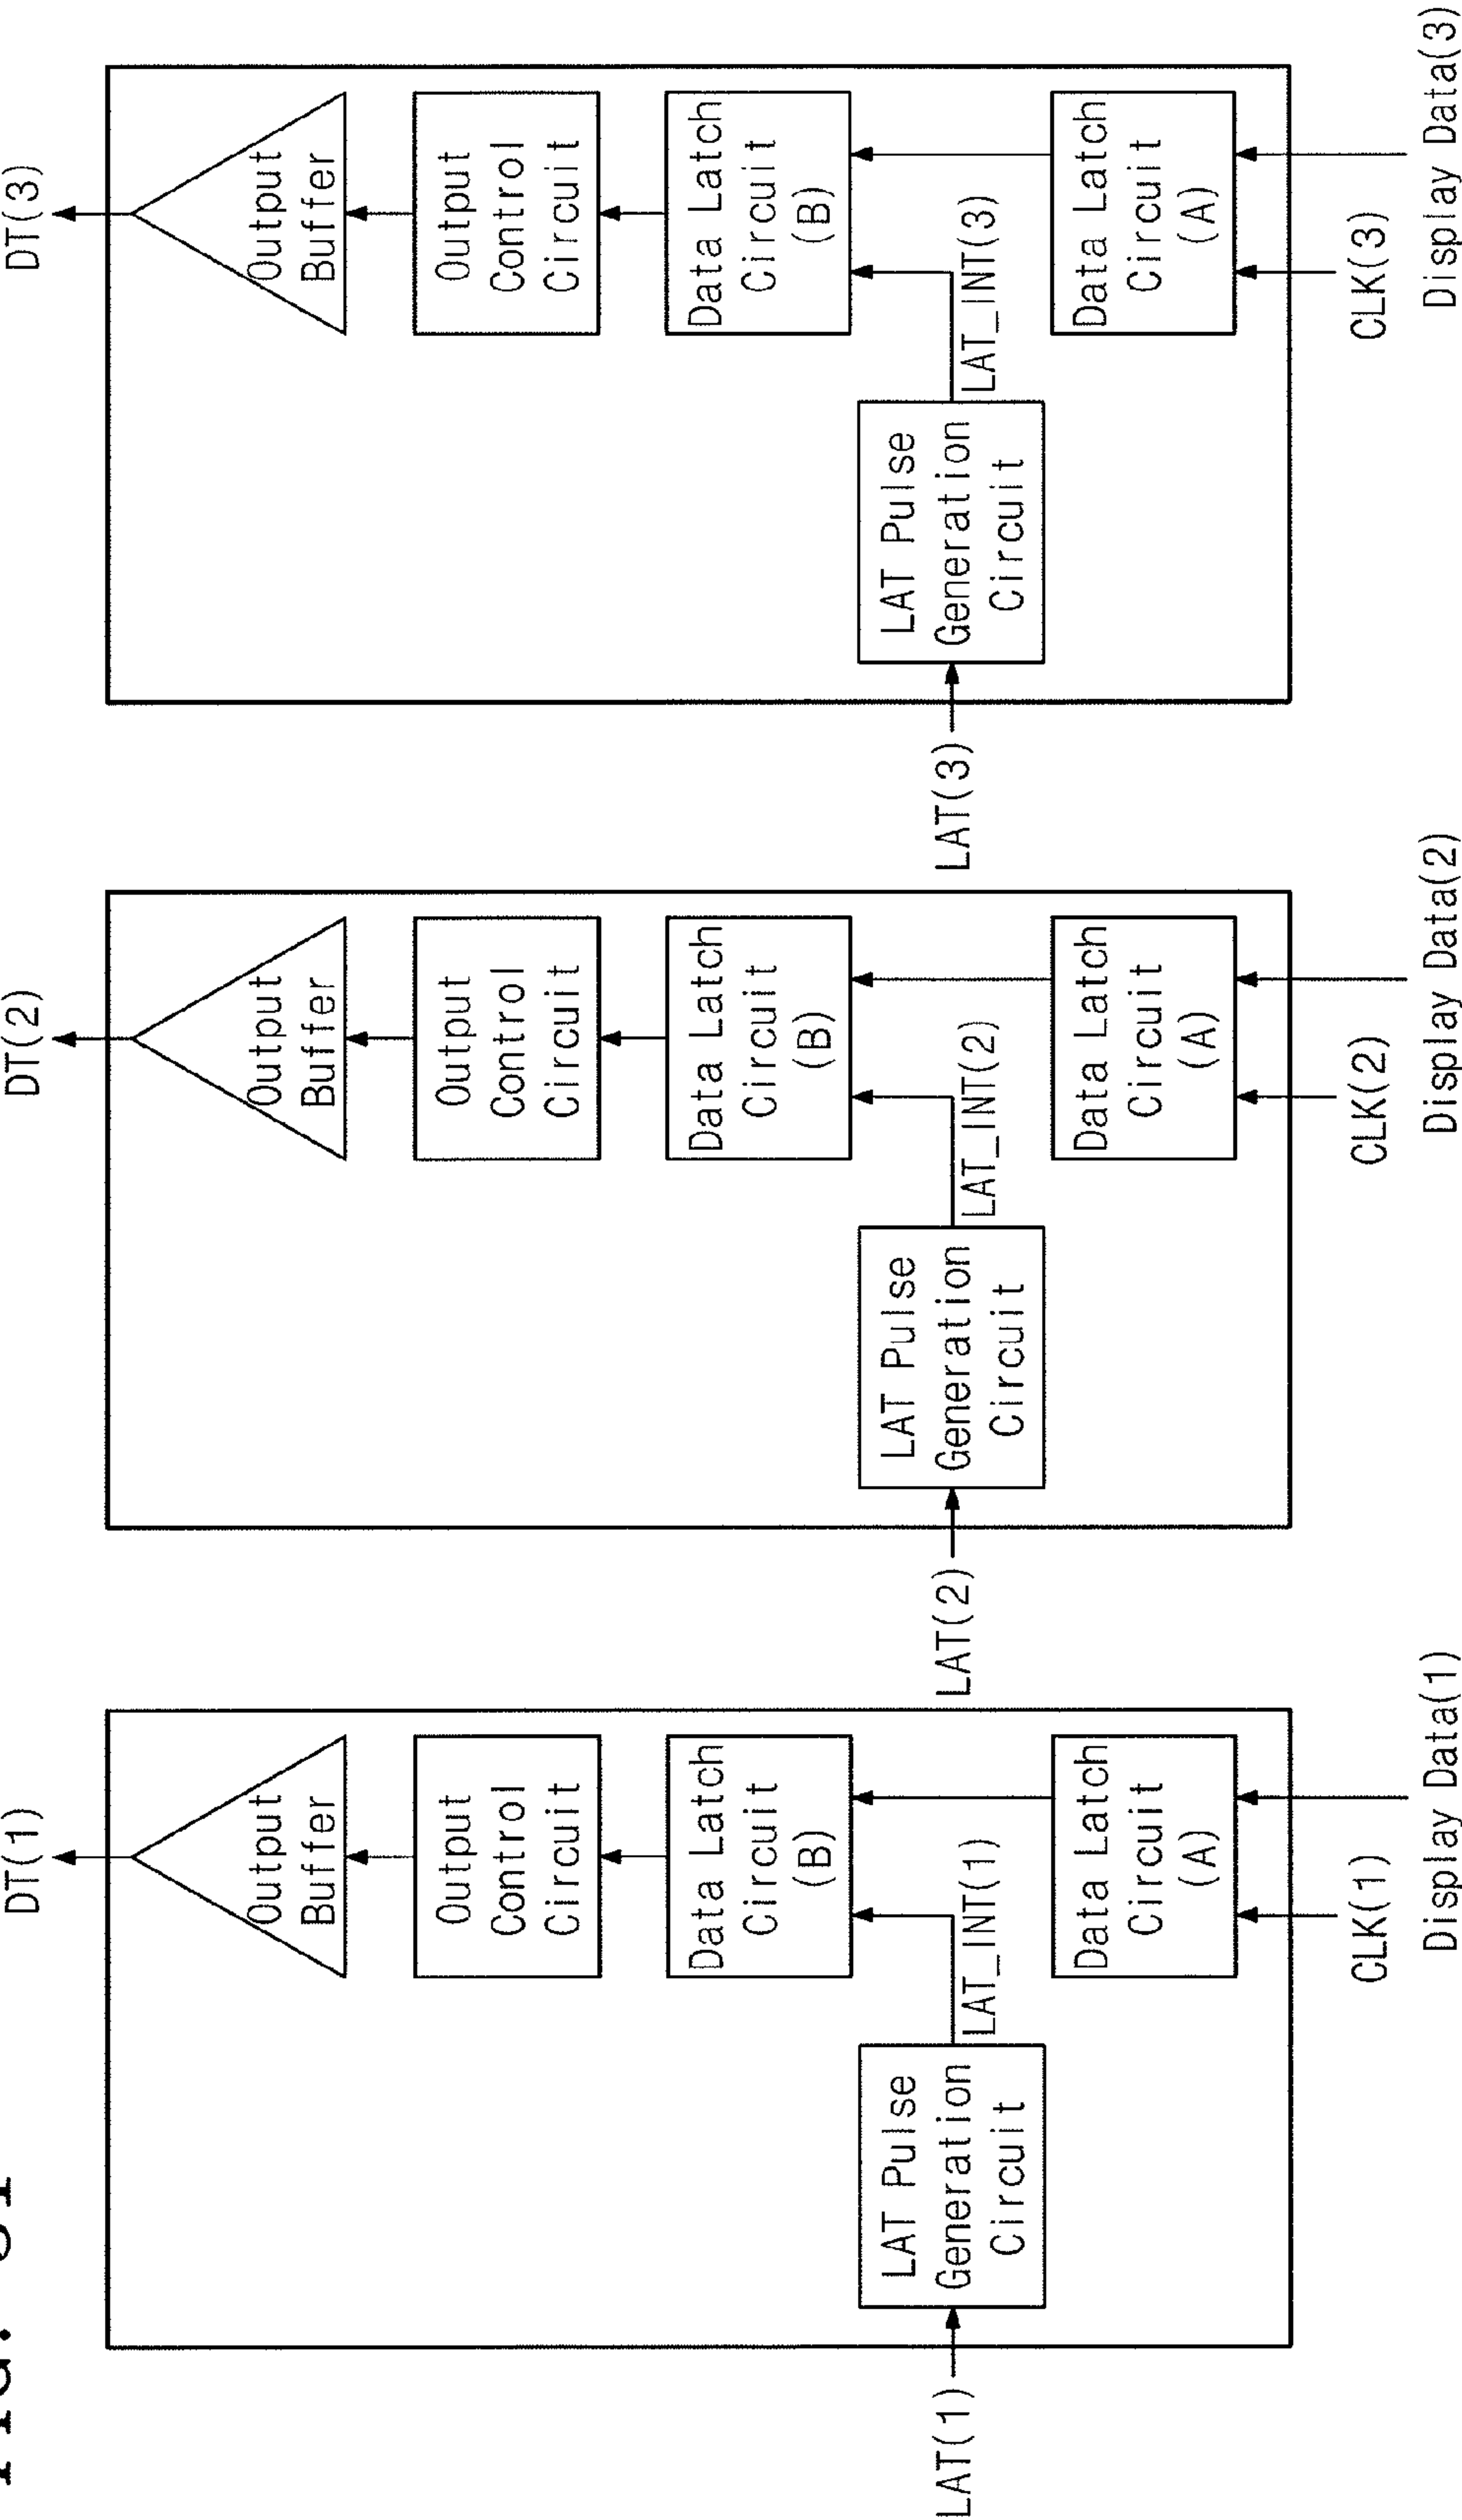 DT(1)
Output
Buffer
Output
Control
Circuit
Data Latch
Circuit
(B)
LAT(1)
LAT Pulse
Generation
Circuit
LAT_INT(1)
Data Latch
Circuit
(A)
CLK(1)
Display Data(1)
DT(2)
Output
Buffer
Output
Control
Circuit
Data Latch
Circuit
(B)
LAT(2)
LAT Pulse
Generation
Circuit
LAT_INT(2)
Data Latch
Circuit
(A)
CLK(2)
Display Data(2)
DT(3)
Output
Buffer
Output
Control
Circuit
Data Latch
Circuit
(B)
LAT(3)
LAT Pulse
Generation
Circuit
LAT_INT(3)
Data Latch
Circuit
(A)
CLK(3)
Display Data(3)